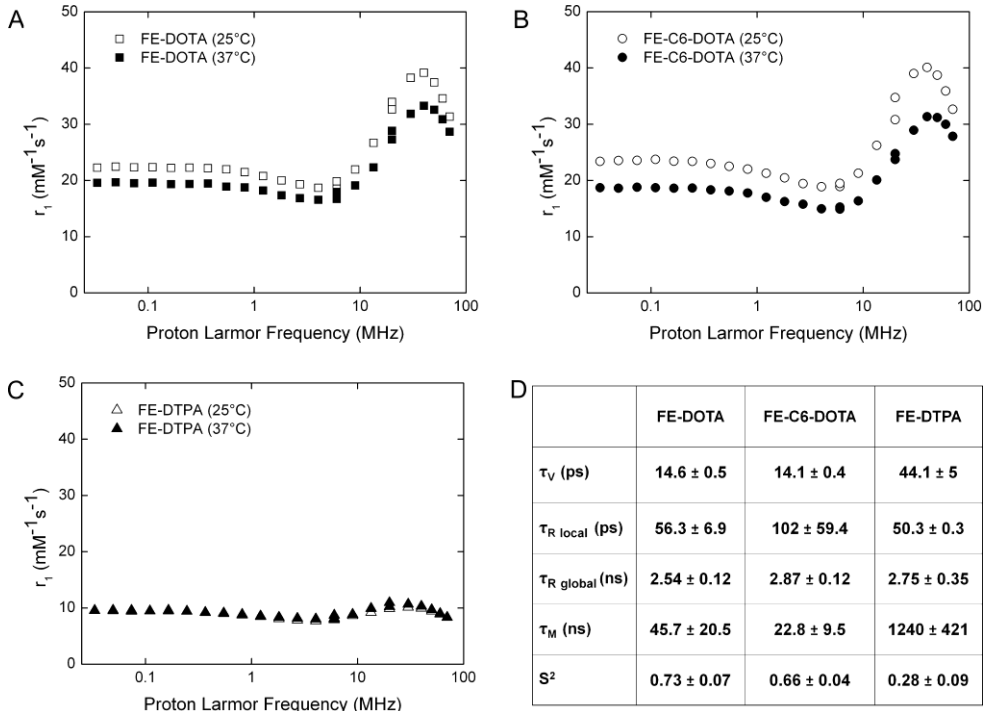 A
□ FE-DOTA (25°C)
■ FE-DOTA (37°C)
50
40
30
20
10
0
r₁ (mM⁻¹s⁻¹)
0.1 1 10 100
Proton Larmor Frequency (MHz)
B
○ FE-C6-DOTA (25°C)
● FE-C6-DOTA (37°C)
50
40
30
20
10
0
r₁ (mM⁻¹s⁻¹)
0.1 1 10 100
Proton Larmor Frequency (MHz)
C
△ FE-DTPA (25°C)
▲ FE-DTPA (37°C)
50
40
30
20
10
0
r₁ (mM⁻¹s⁻¹)
0.1 1 10 100
Proton Larmor Frequency (MHz)
D
FE-DOTA FE-C6-DOTA FE-DTPA
τV (ps) 14.6 ± 0.5 14.1 ± 0.4 44.1 ± 5
τR local (ps) 56.3 ± 6.9 102 ± 59.4 50.3 ± 0.3
τR global (ns) 2.54 ± 0.12 2.87 ± 0.12 2.75 ± 0.35
τM (ns) 45.7 ± 20.5 22.8 ± 9.5 1240 ± 421
S² 0.73 ± 0.07 0.66 ± 0.04 0.28 ± 0.09